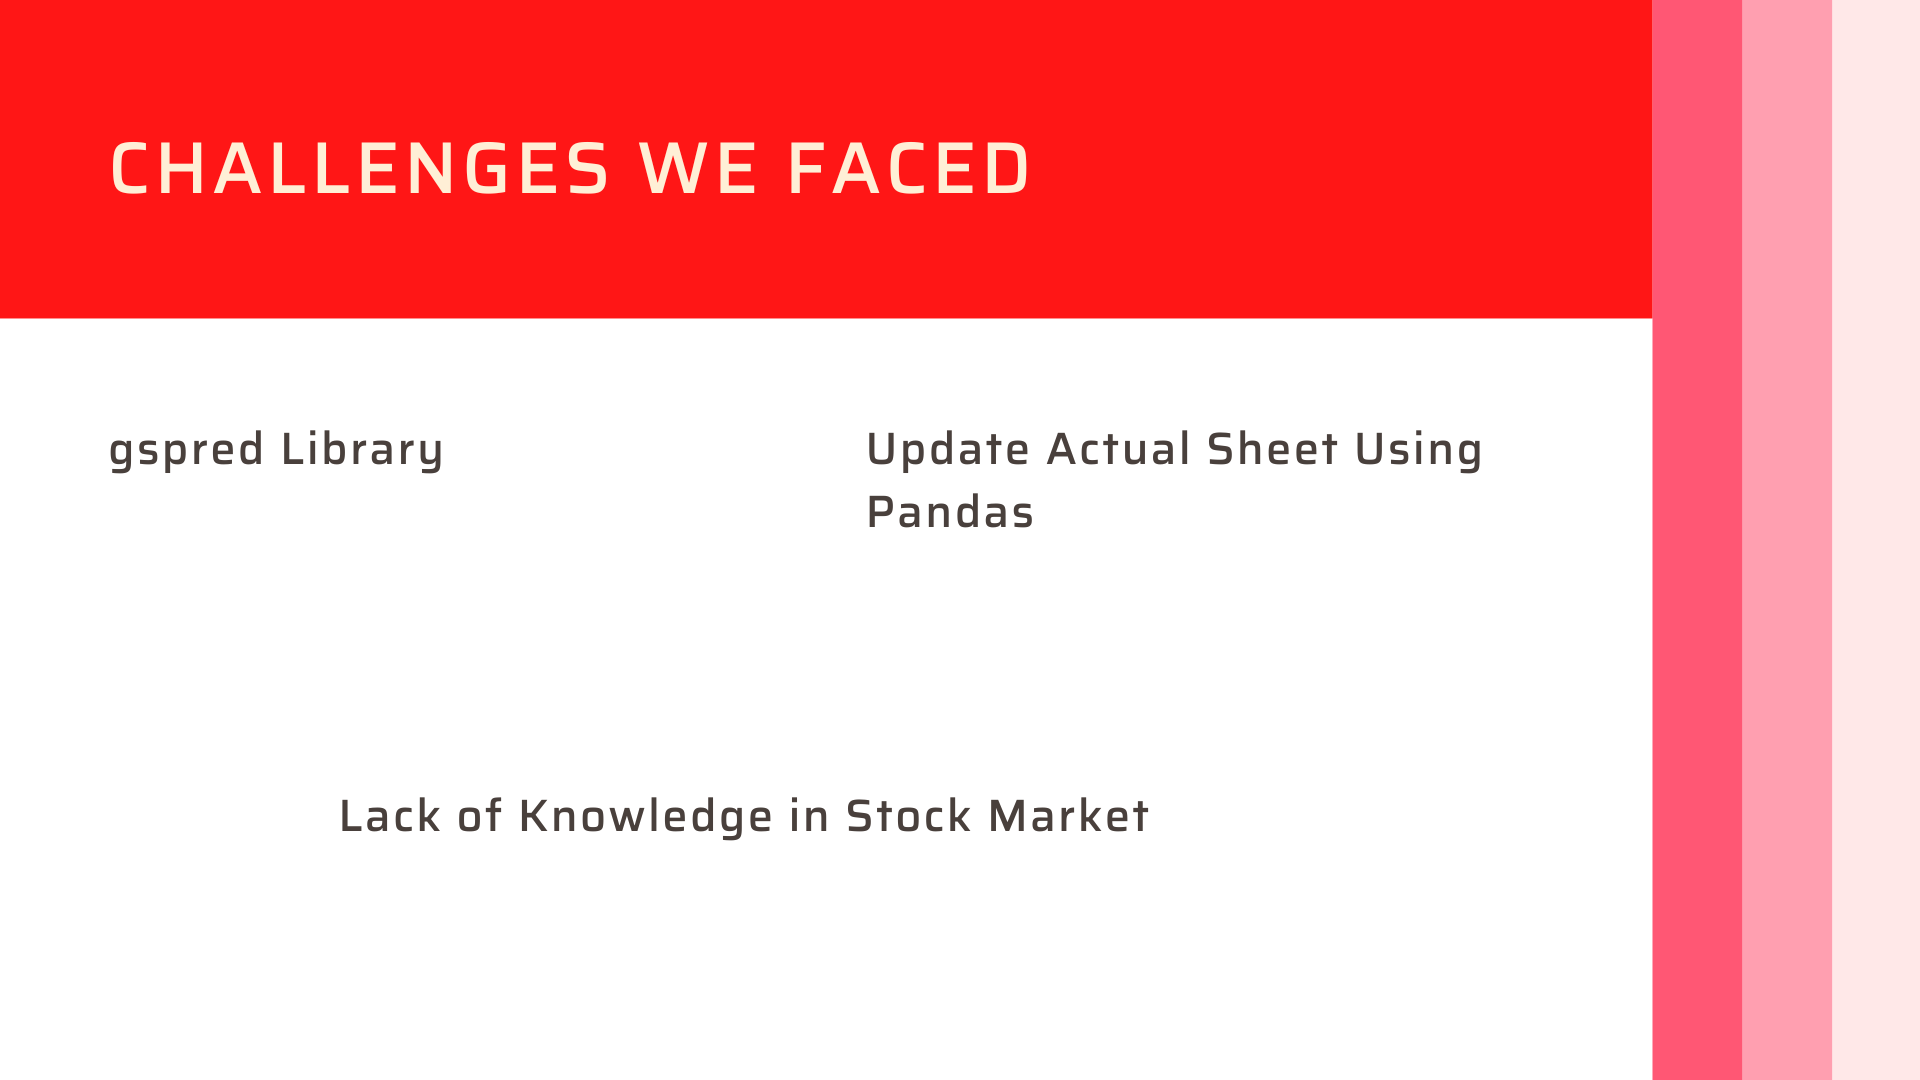 CHALLENGES WE FACED
gspred Library
Update Actual Sheet Using
Pandas
Lack of Knowledge in Stock Market